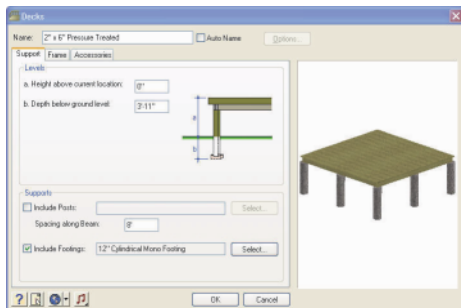 Decks
Name: 2" x 6" Pressure Treated Auto Name Options...
Support Frame Accessories
Levels
a. Height above current location: 0"
b. Depth below ground level: 3'-11"
a
b
Supports
Include Posts: Select...
Spacing along Beam: 8'
Include Footings: 12" Cylindrical Mono Footing Select...
OK Cancel